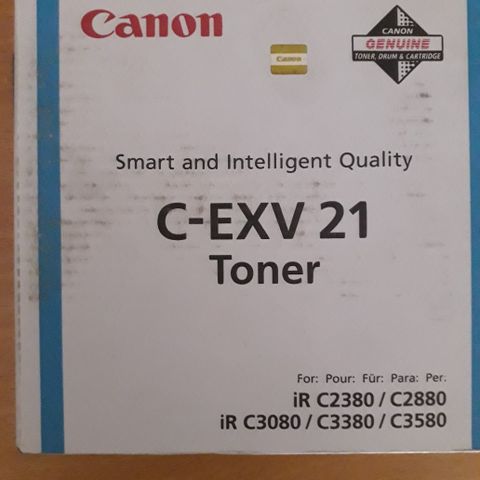 Canon
Canon
CANON
GENUINE
TONER, DRUM & CARTRIDGE
Smart and Intelligent Quality
C-EXV 21
Toner
For: Pour: Für: Para: Per:
iR C2380 / C2880
iR C3080 / C3380 / C3580